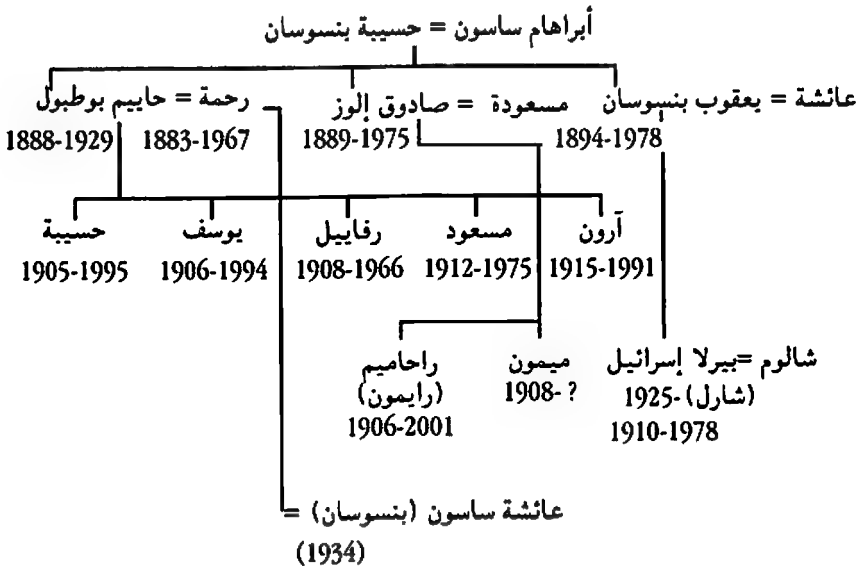 أبراهام ساسون = حسيبة بنسوسان
عائشة = يعقوب بنسوسان مسعودة = صادوق إلوز رحمة = حاييم بوطبول
1894-1978 1889-1975 1883-1967 1888-1929
آرون مسعود رفاييل يوسف حسيبة
1915-1991 1912-1975 1908-1966 1906-1994 1905-1995
شالوم =بيرلا إسرائيل ميمون راحاميم
(شارل) -1925 1908- ? (رايمون)
1910-1978 1906-2001
عائشة ساسون (بنسوسان) =
(1934)